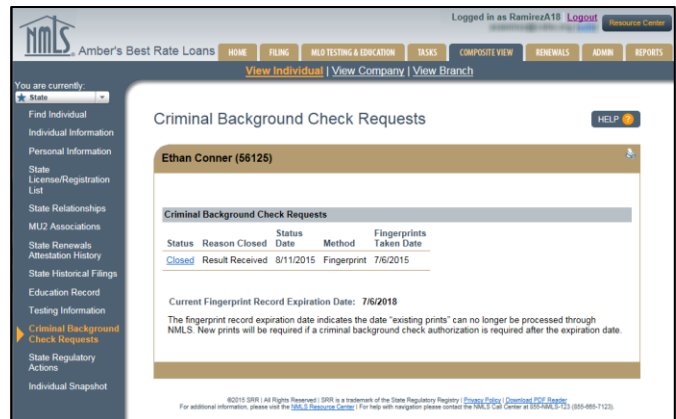 Logged in as RamirezA18 Logout
Resource Center
NMLS
Amber's Best Rate Loans
HOME FILING MLO TESTING & EDUCATION TASKS COMPOSITE VIEW RENEWALS ADMIN REPORTS
View Individual | View Company | View Branch
You are currently:
State
Find Individual
Individual Information
Personal Information
State
License/Registration
List
State Relationships
MU2 Associations
State Renewals
Attestation History
State Historical Filings
Education Record
Testing Information
Criminal Background
Check Requests
State Regulatory
Actions
Individual Snapshot
Criminal Background Check Requests
HELP ?
Ethan Conner (56125)
Criminal Background Check Requests
Status Reason Closed Status Date Method Fingerprints Taken Date
Closed Result Received 8/11/2015 Fingerprint 7/6/2015
Current Fingerprint Record Expiration Date: 7/6/2018
The fingerprint record expiration date indicates the date "existing prints" can no longer be processed through
NMLS. New prints will be required if a criminal background check authorization is required after the expiration date.
©2015 SRR | All Rights Reserved | SRR is a trademark of the State Regulatory Registry | Privacy Policy | Download PDF Reader
For additional information, please visit the NMLS Resource Center | For help with navigation please contact the NMLS Call Center at 855-NMLS-123 (855-665-7123).